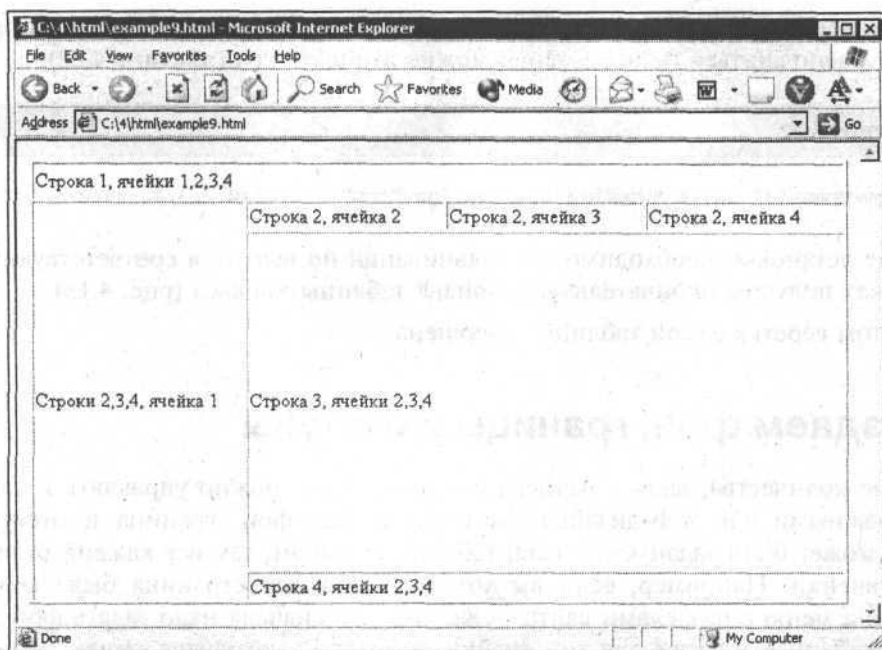 C:\4\html\example9.html - Microsoft Internet Explorer
File Edit View Favorites Tools Help
Back Search Favorites Media
Address C:\4\html\example9.html Go
Строка 1, ячейки 1,2,3,4
Строка 2, ячейка 2 Строка 2, ячейка 3 Строка 2, ячейка 4
Строки 2,3,4, ячейка 1 Строка 3, ячейки 2,3,4
Строка 4, ячейки 2,3,4
Done My Computer